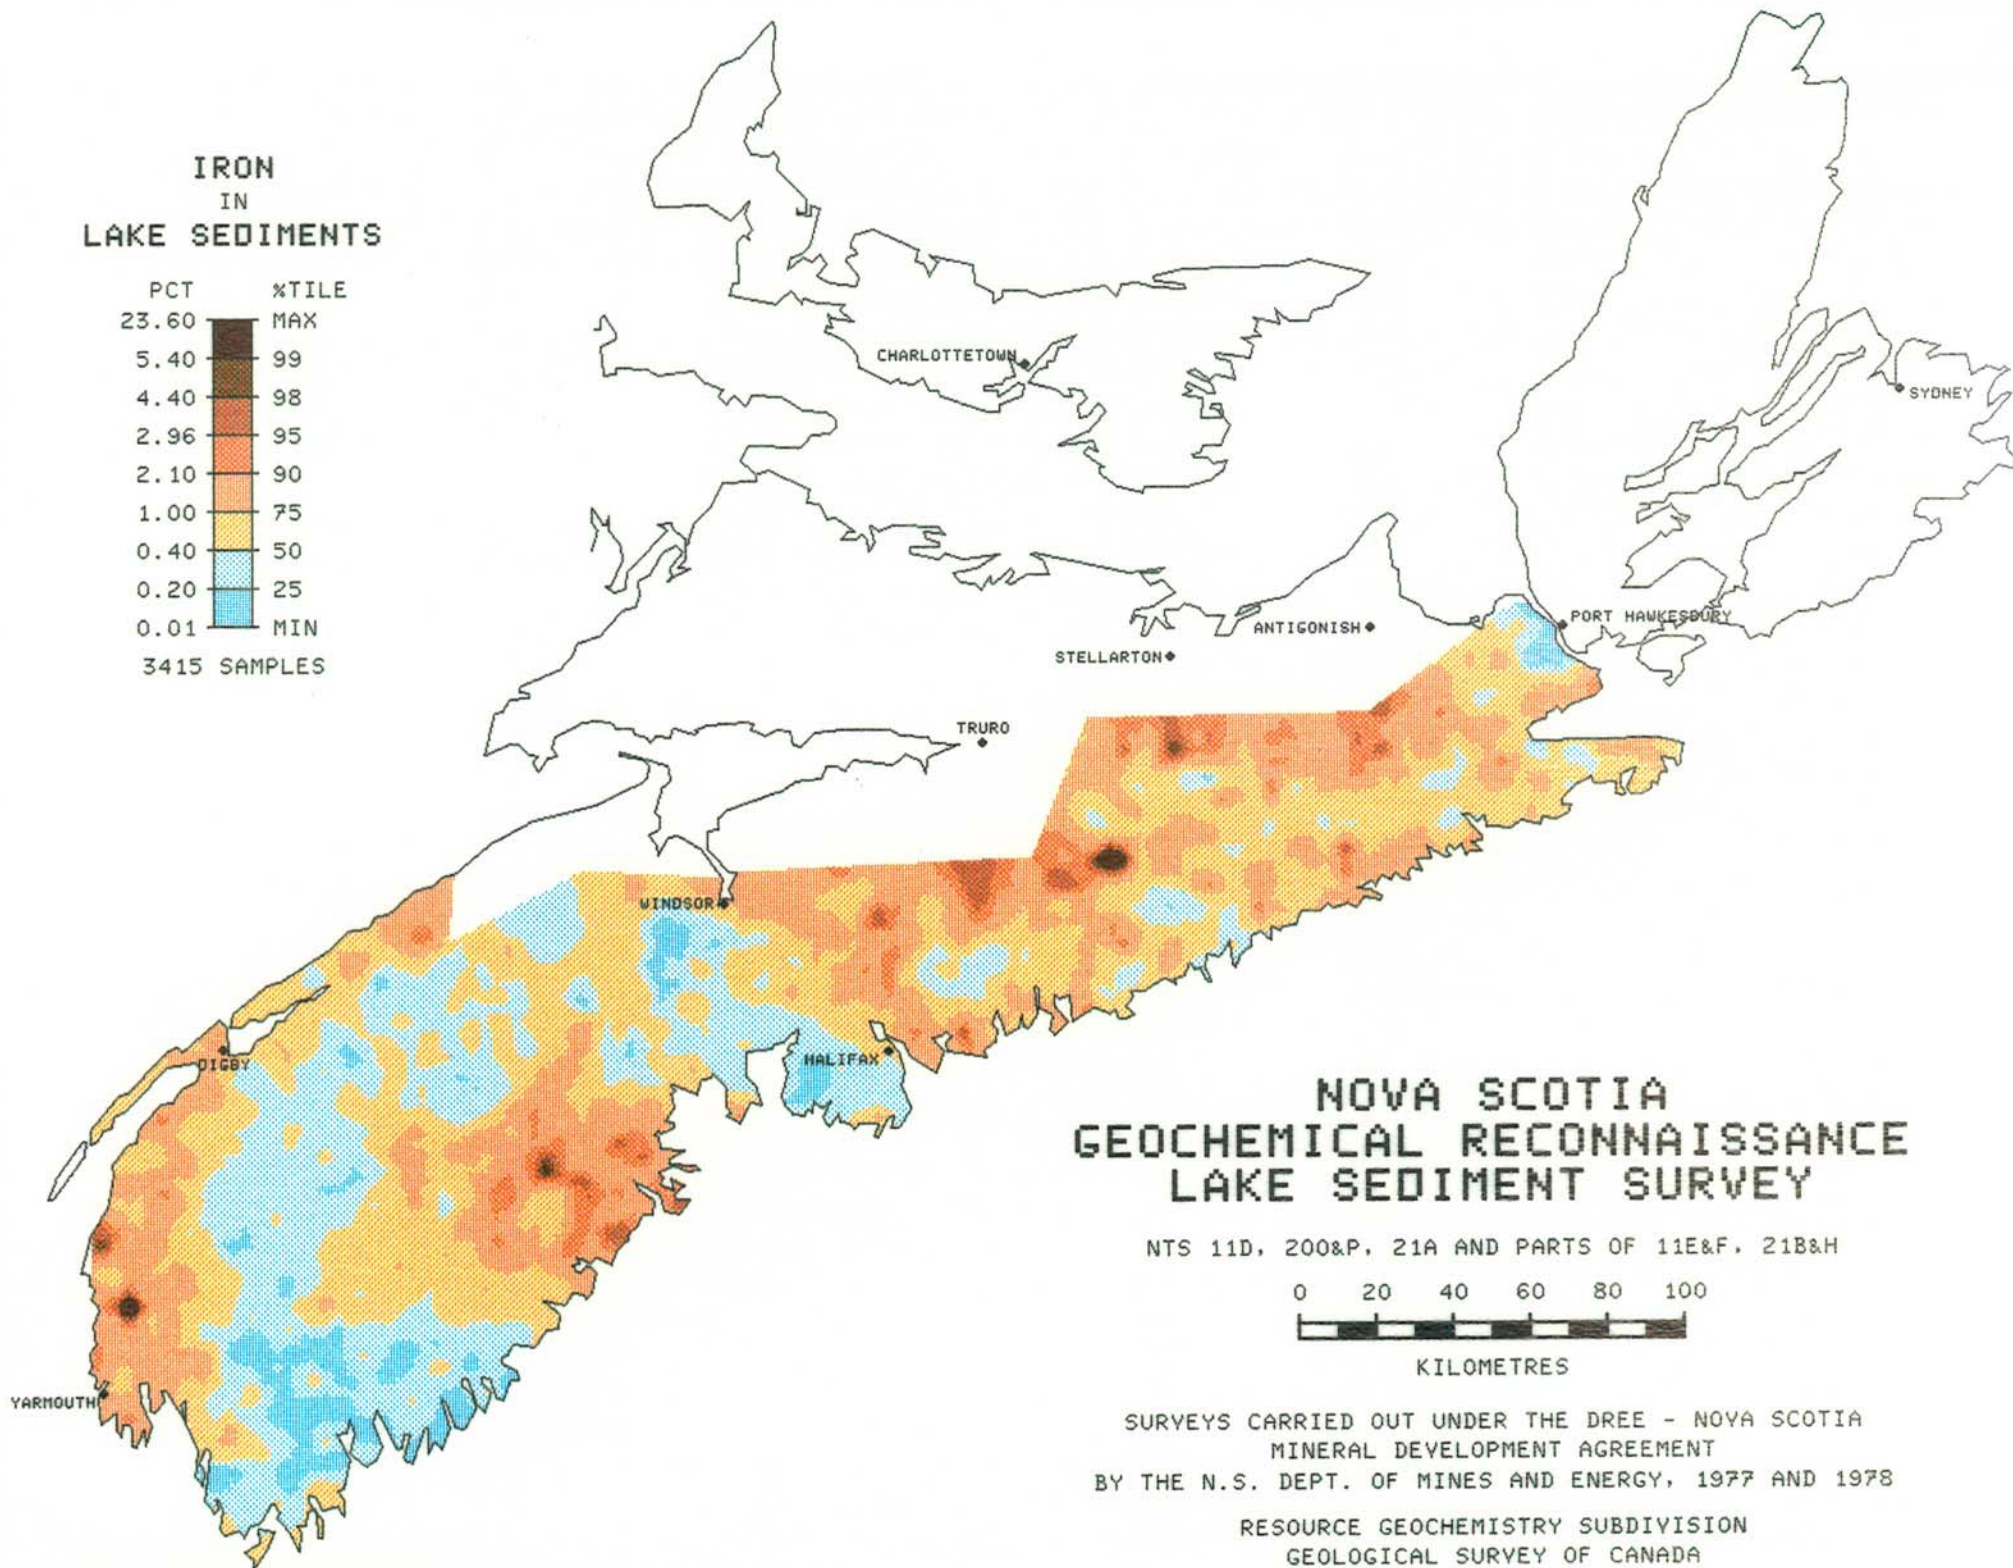 IRON
IN
LAKE SEDIMENTS
PCT %TILE
23.60 MAX
5.40 99
4.40 98
2.96 95
2.10 90
1.00 75
0.40 50
0.20 25
0.01 MIN
3415 SAMPLES
CHARLOTTETOWN
SYDNEY
PORT HAWKESBURY
ANTIGONISH
STELLARTON
TRURO
WINDSOR
HALIFAX
DIGBY
YARMOUTH
NOVA SCOTIA
GEOCHEMICAL RECONNAISSANCE
LAKE SEDIMENT SURVEY
NTS 11D, 20O&P, 21A AND PARTS OF 11E&F, 21B&H
0 20 40 60 80 100
KILOMETRES
SURVEYS CARRIED OUT UNDER THE DREE - NOVA SCOTIA
MINERAL DEVELOPMENT AGREEMENT
BY THE N.S. DEPT. OF MINES AND ENERGY, 1977 AND 1978
RESOURCE GEOCHEMISTRY SUBDIVISION
GEOLOGICAL SURVEY OF CANADA